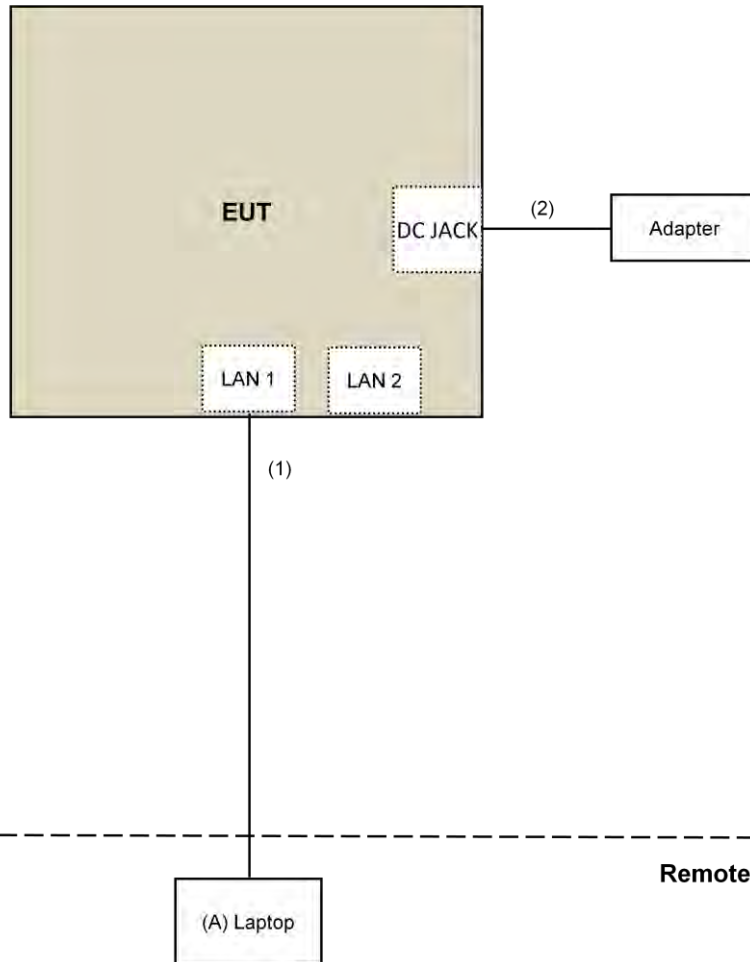 EUT
DC JACK
(2)
Adapter
LAN 1
LAN 2
(1)
Remote
(A) Laptop